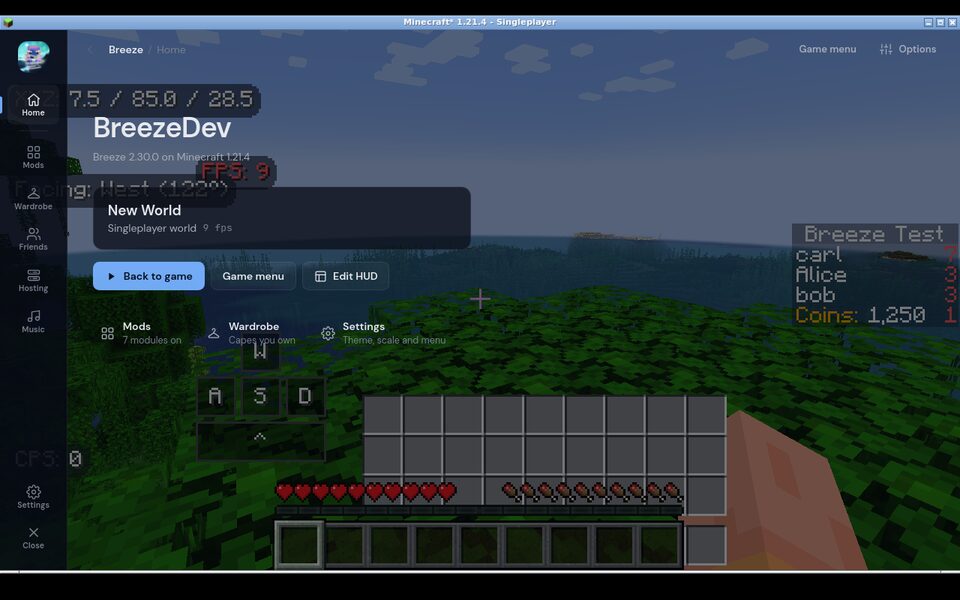 Minecraft* 1.21.4 - Singleplayer
Breeze / Home
Game menu
Options
7.5 / 85.0 / 28.5
Home
BreezeDev
Breeze 2.30.0 on Minecraft 1.21.4
Mods
FPS: 9
Facing: West (122°)
New World
Singleplayer world 9 fps
Wardrobe
Friends
Breeze Test
carl 7
Alice 3
bob 3
Coins: 1,250 1
Back to game
Game menu
Edit HUD
Hosting
Music
Mods
7 modules on
Wardrobe
Capes you own
Settings
Theme, scale and menu
W
A S D
^
CPS: 0
Settings
Close